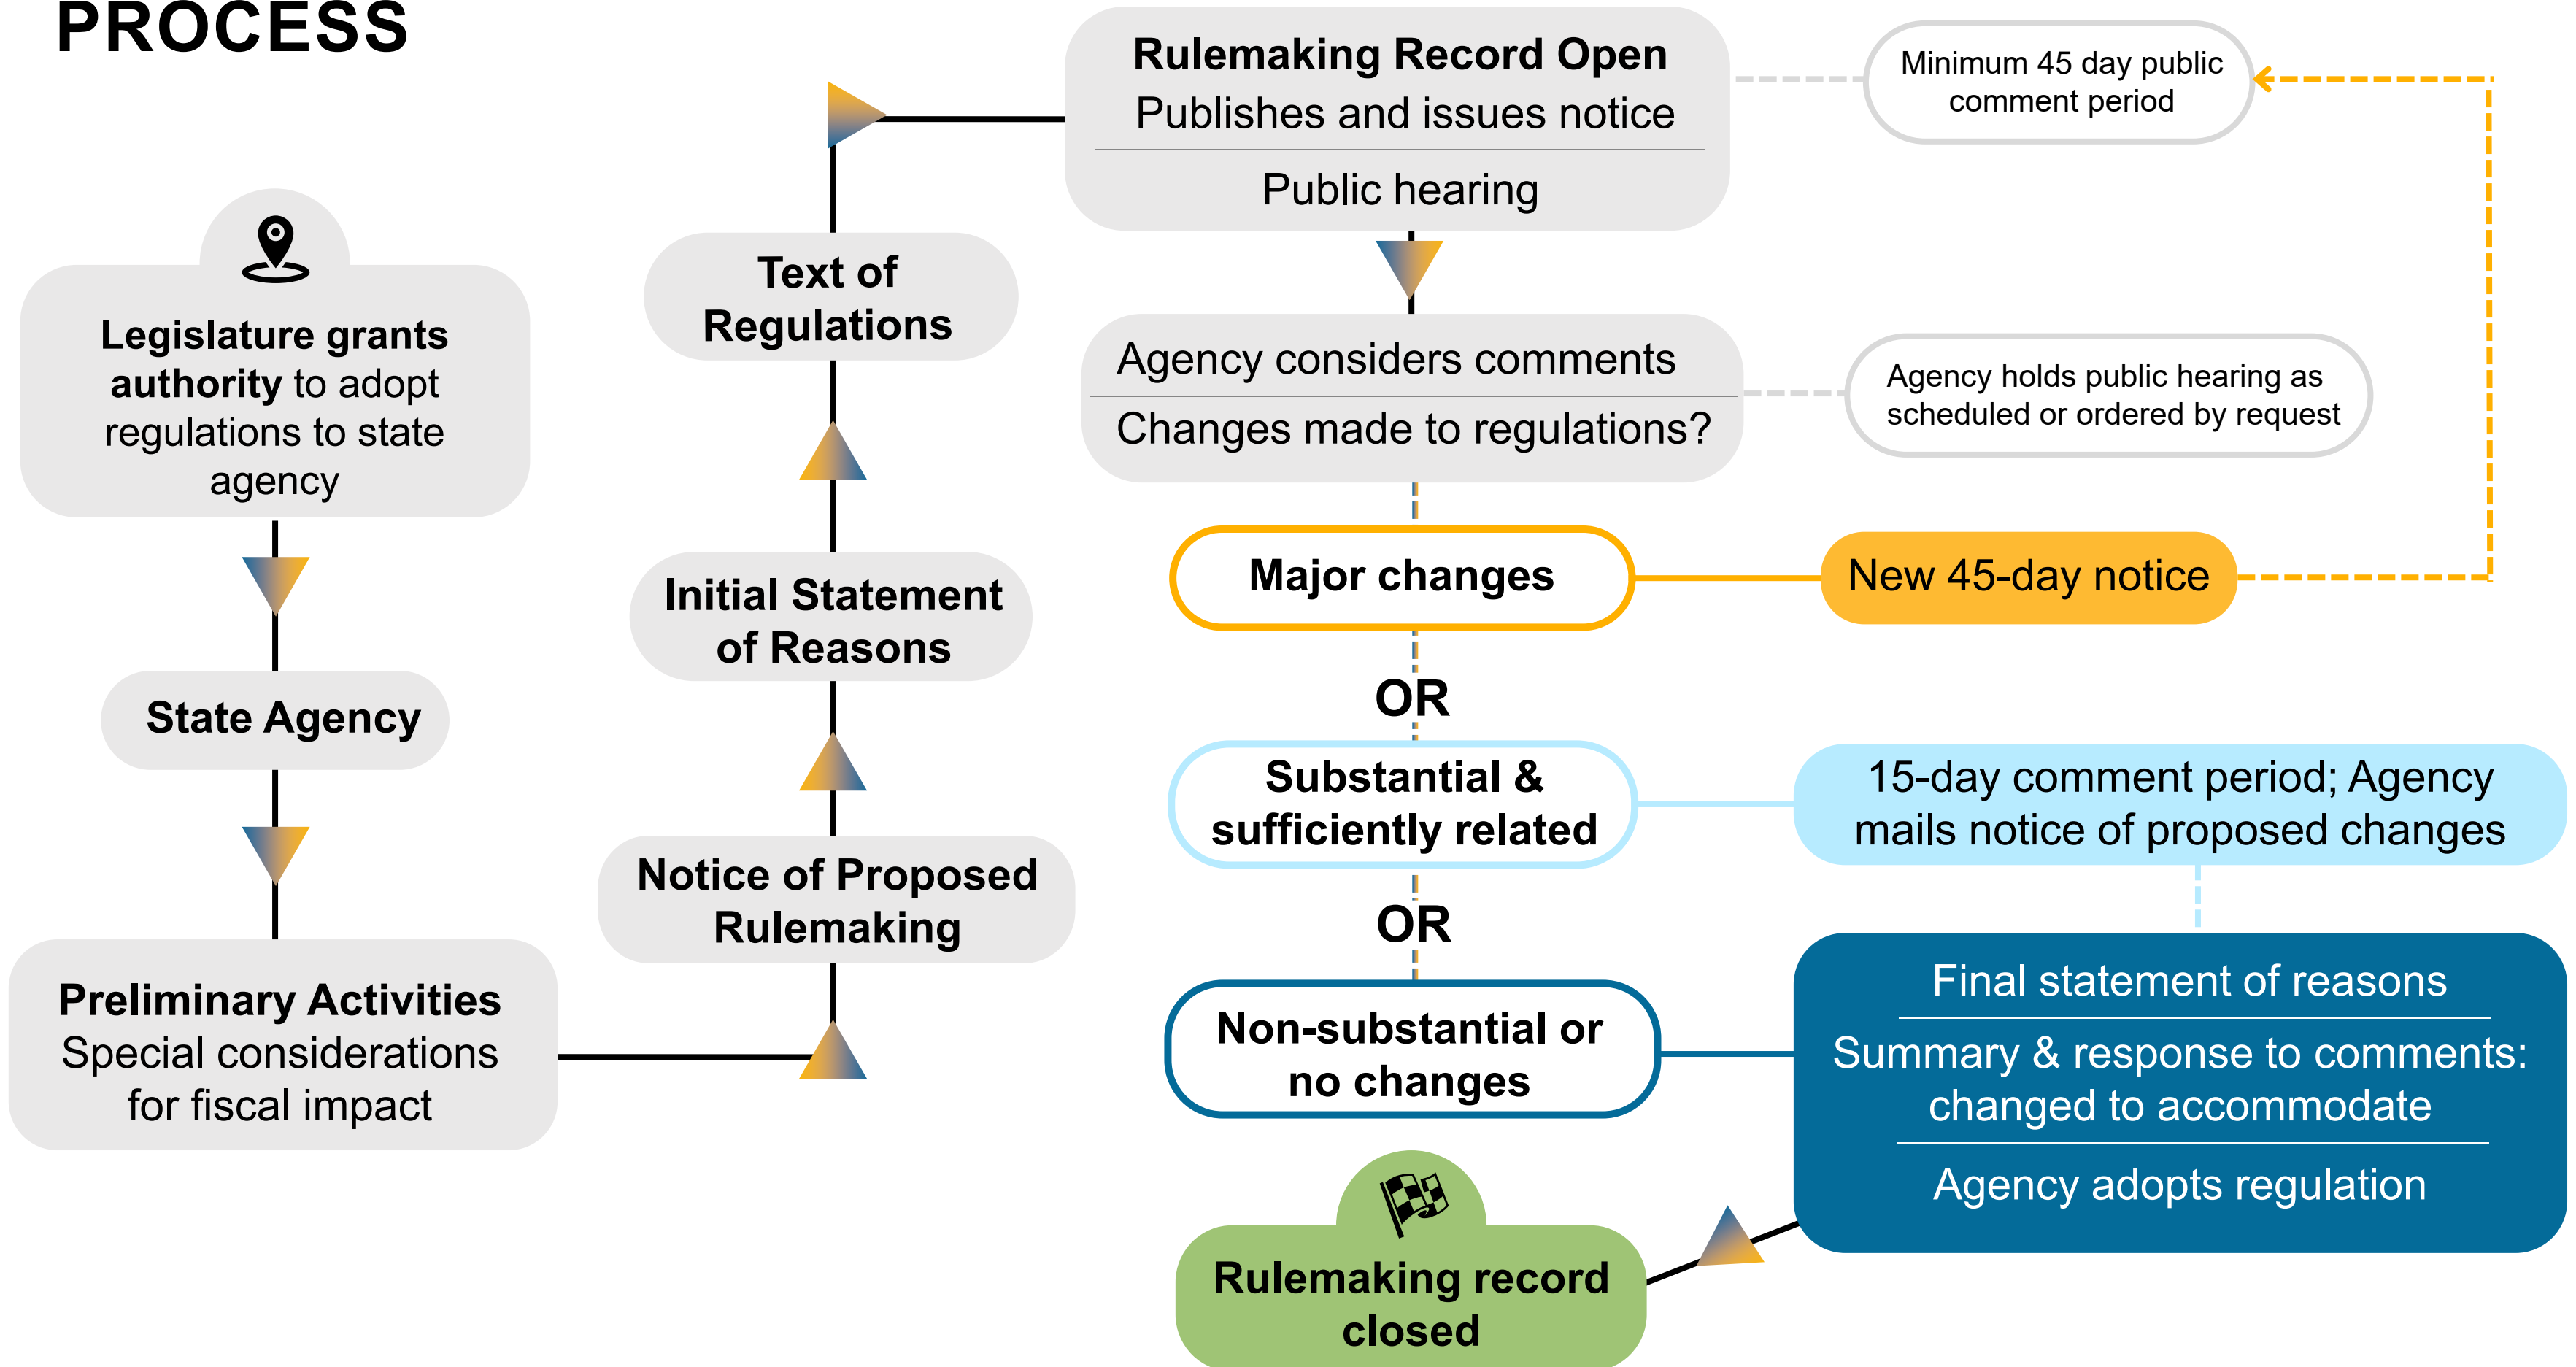 PROCESS
Legislature grants
authority to adopt
regulations to state
agency
State Agency
Preliminary Activities
Special considerations
for fiscal impact
Notice of Proposed
Rulemaking
Initial Statement
of Reasons
Text of
Regulations
Rulemaking Record Open
Publishes and issues notice
Public hearing
Minimum 45 day public
comment period
Agency considers comments
Changes made to regulations?
Agency holds public hearing as
scheduled or ordered by request
Major changes
New 45-day notice
OR
Substantial &
sufficiently related
15-day comment period; Agency
mails notice of proposed changes
OR
Non-substantial or
no changes
Final statement of reasons
Summary & response to comments:
changed to accommodate
Agency adopts regulation
Rulemaking record
closed